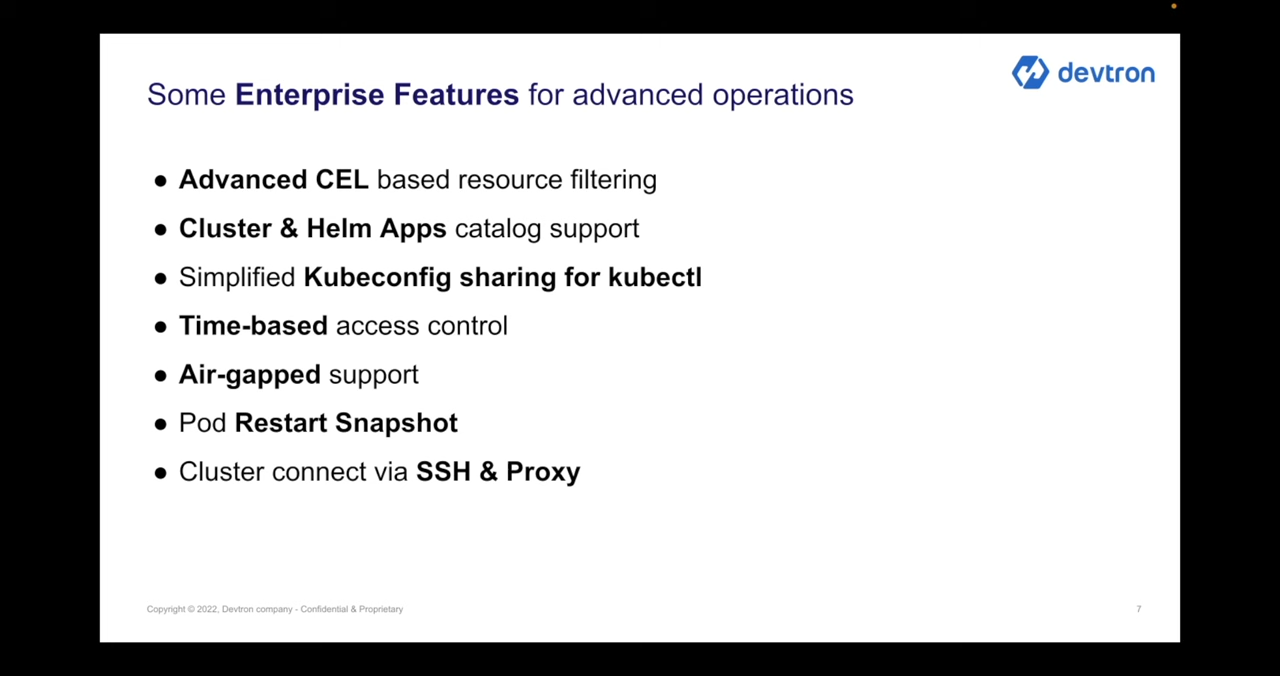 devtron
Some Enterprise Features for advanced operations
● Advanced CEL based resource filtering
● Cluster & Helm Apps catalog support
● Simplified Kubeconfig sharing for kubectl
● Time-based access control
● Air-gapped support
● Pod Restart Snapshot
● Cluster connect via SSH & Proxy
Copyright © 2022, Devtron company - Confidential & Proprietary
7